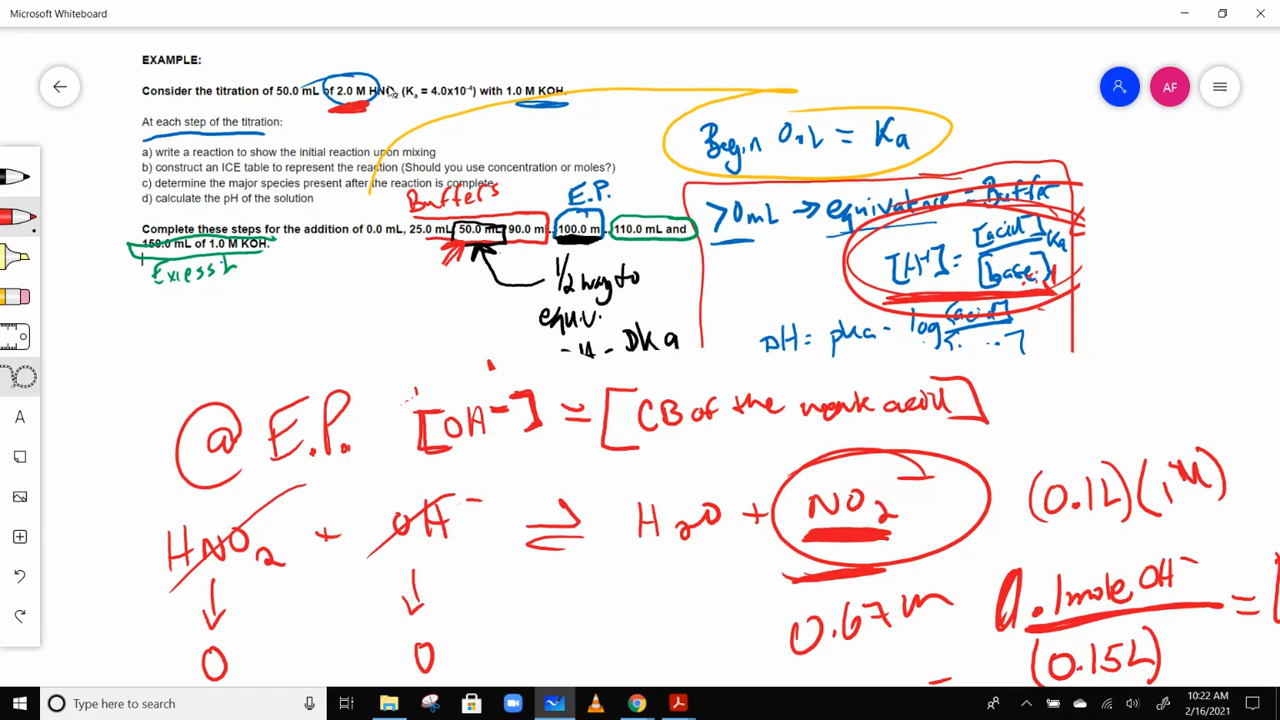 Microsoft Whiteboard
AF
EXAMPLE:
Consider the titration of 50.0 mL of 2.0 M HNO2 (Ka = 4.0x10-4) with 1.0 M KOH.
At each step of the titration:
a) write a reaction to show the initial reaction upon mixing
b) construct an ICE table to represent the reaction (Should you use concentration or moles?)
c) determine the major species present after the reaction is complete
d) calculate the pH of the solution
Complete these steps for the addition of 0.0 mL, 25.0 mL, 50.0 mL, 90.0 mL, 100.0 m 110.0 mL and
150.0 mL of 1.0 M KOH.
Buffers
E.P.
Excess
1/2 way to
equiv.
pKa
Begin 0mL = Ka
>0mL → equivalence - Buffer
[H+] = [acid] Ka
[base]
pH = pKa - log [acid]
@ E.P. [OH-] = [CB of the weak acid]
HNO2 + OH- ⇌ H2O + NO2-
(0.1L)(1M)
0 0
0.67
0.1mole OH- =
(0.15L)
Type here to search
10:22 AM
2/16/2021
A